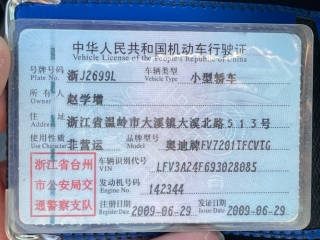 中华人民共和国机动车行驶证
Vehicle License of the People's Republic of China
号牌号码 浙J2699L 车辆类型 小型轿车
Plate No. Vehicle Type
所有人 赵学增
Owner
住址 浙江省温岭市大溪镇大溪北路513号
Address
使用性质 非营运 品牌型号 奥迪牌FV7201TFCVTG
Use Character Model
浙江省台州
市公安局交
通警察支队
车辆识别代号 LFV3A24F693028085
VIN
发动机号码 142344
Engine No.
注册日期 2009-06-29 发证日期 2009-06-29
Register Date Issue Date